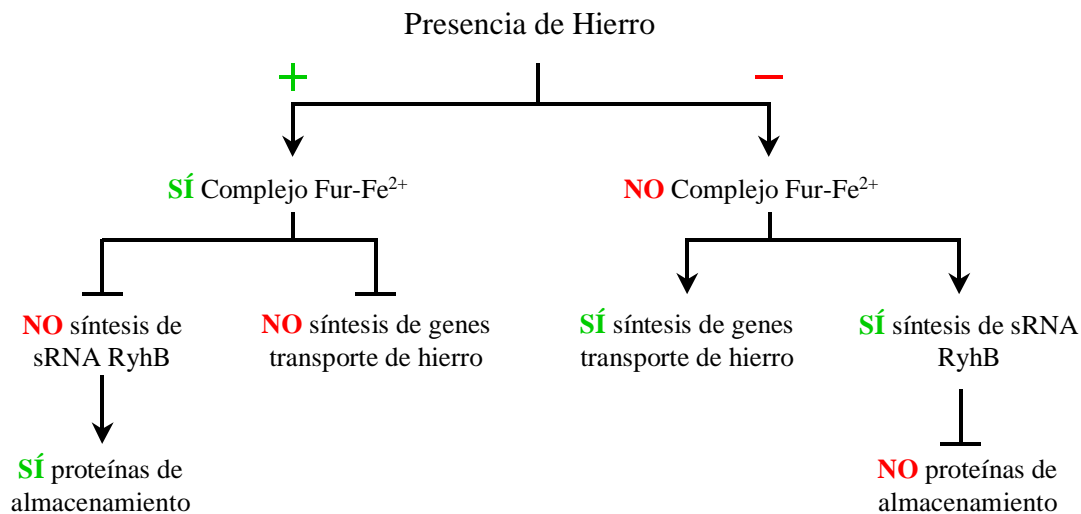 Presencia de Hierro
+
−
SÍ Complejo Fur-Fe²⁺
NO Complejo Fur-Fe²⁺
NO síntesis de
sRNA RyhB
NO síntesis de genes
transporte de hierro
SÍ síntesis de genes
transporte de hierro
SÍ síntesis de sRNA
RyhB
SÍ proteínas de
almacenamiento
NO proteínas de
almacenamiento